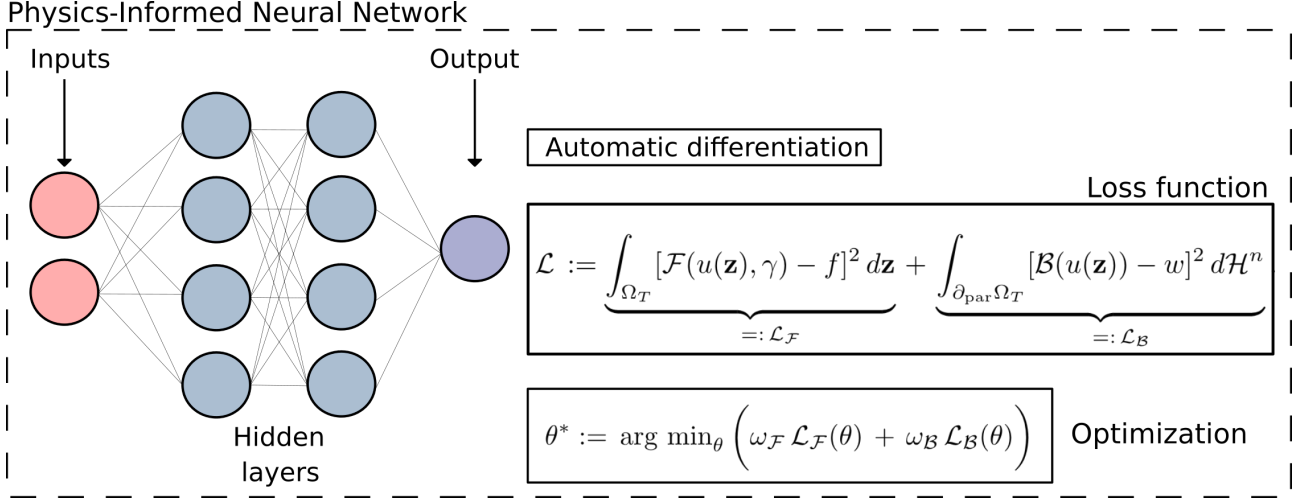 Physics-Informed Neural Network
Inputs
Output
Automatic differentiation
Loss function
ℒ := ∫_{Ω_T} [ℱ(u(𝐳), γ) − f]² d𝐳 + ∫_{∂_par Ω_T} [ℬ(u(𝐳)) − w]² dℋⁿ
=: ℒ_ℱ =: ℒ_ℬ
θ* := arg min_θ (ω_ℱ ℒ_ℱ(θ) + ω_ℬ ℒ_ℬ(θ))
Optimization
Hidden
layers